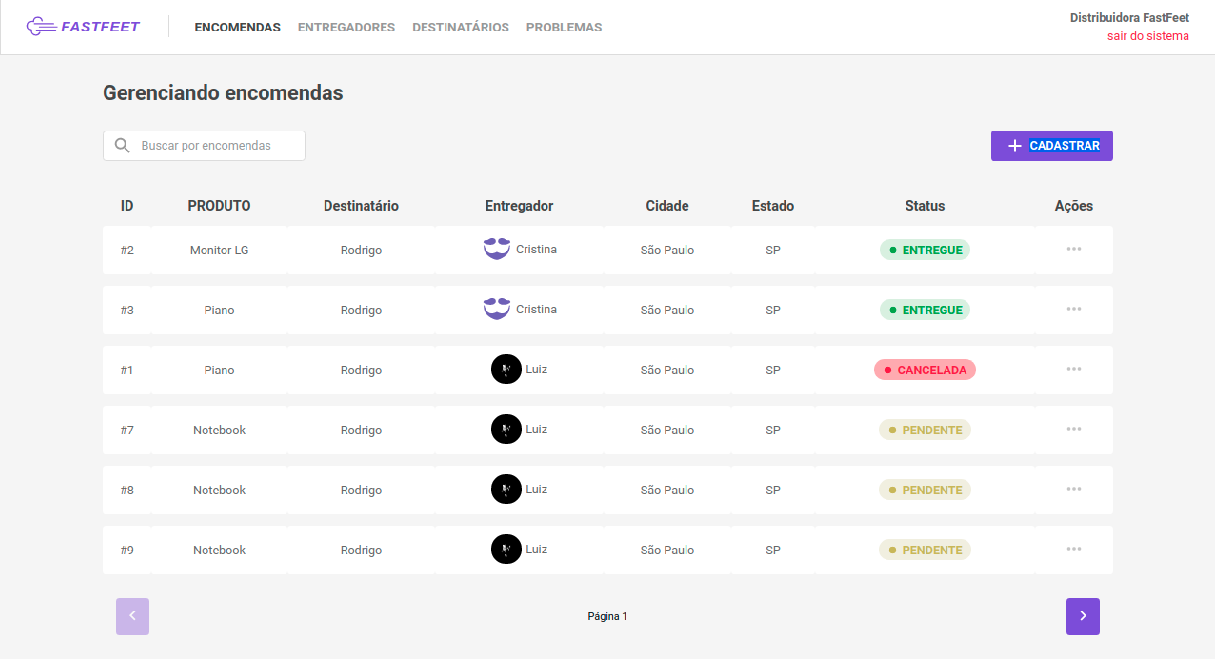 FASTFEET ENCOMENDAS ENTREGADORES DESTINATÁRIOS PROBLEMAS Distribuidora FastFeet
sair do sistema
Gerenciando encomendas
Buscar por encomendas + CADASTRAR
ID PRODUTO Destinatário Entregador Cidade Estado Status Ações
#2 Monitor LG Rodrigo Cristina São Paulo SP ENTREGUE
#3 Piano Rodrigo Cristina São Paulo SP ENTREGUE
#1 Piano Rodrigo Luiz São Paulo SP CANCELADA
#7 Notebook Rodrigo Luiz São Paulo SP PENDENTE
#8 Notebook Rodrigo Luiz São Paulo SP PENDENTE
#9 Notebook Rodrigo Luiz São Paulo SP PENDENTE
Página 1